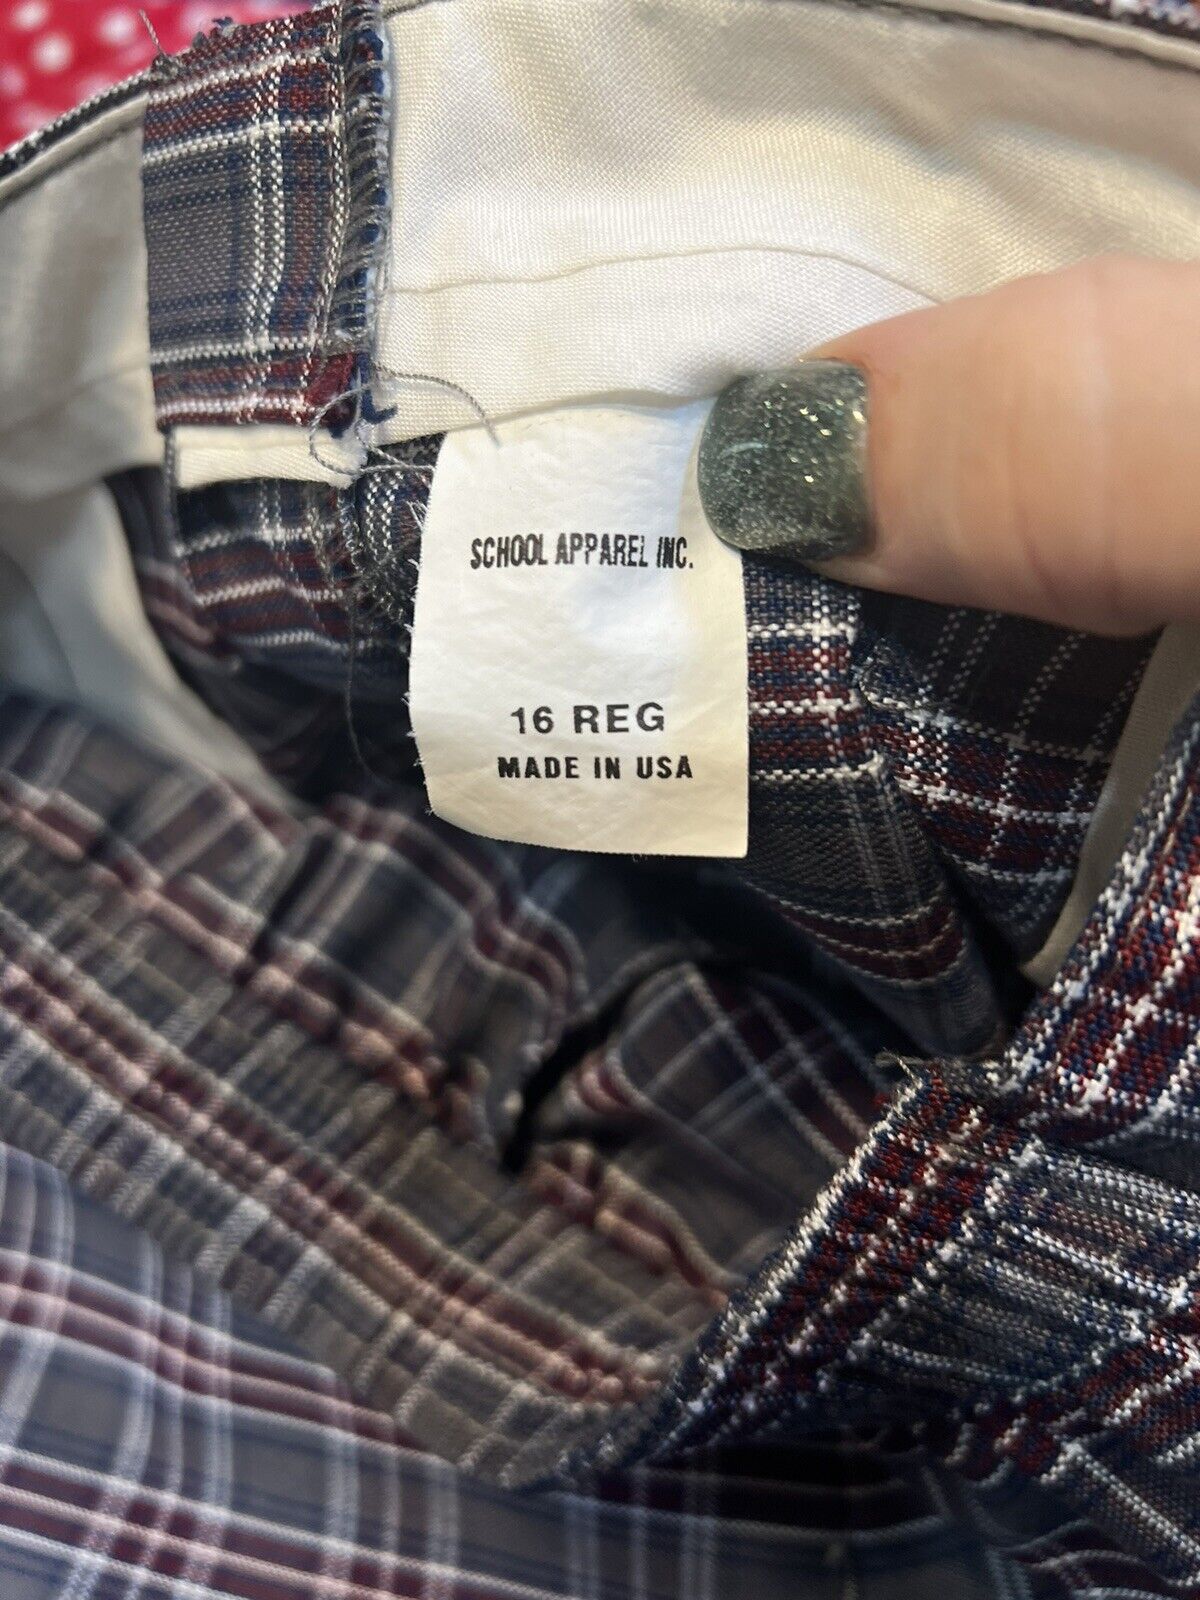 SCHOOL APPAREL INC.
16 REG
MADE IN USA